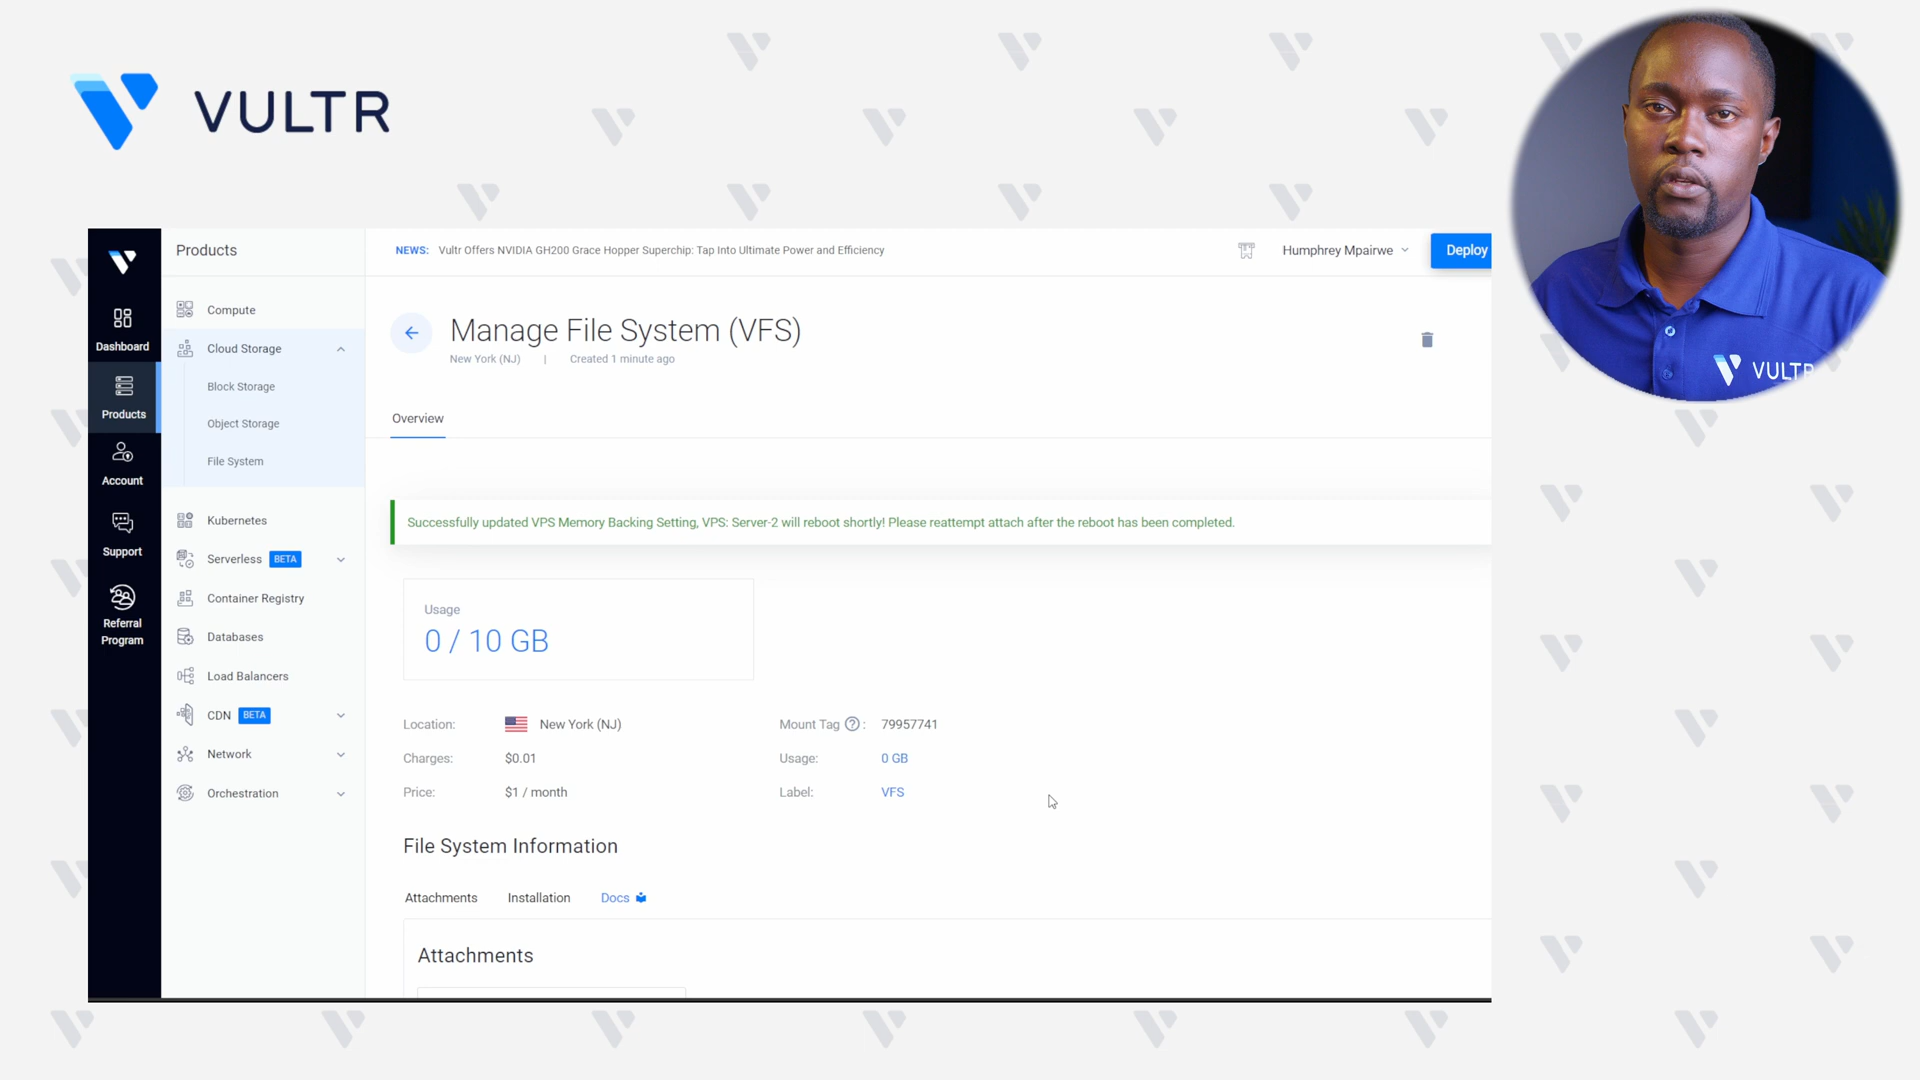 VULTR
Products
NEWS: Vultr Offers NVIDIA GH200 Grace Hopper Superchip: Tap Into Ultimate Power and Efficiency
Humphrey Mpairwe
Deploy
Dashboard
Products
Account
Support
Referral
Program
Compute
Cloud Storage
Block Storage
Object Storage
File System
Kubernetes
Serverless BETA
Container Registry
Databases
Load Balancers
CDN BETA
Network
Orchestration
Manage File System (VFS)
New York (NJ) | Created 1 minute ago
Overview
Successfully updated VPS Memory Backing Setting, VPS: Server-2 will reboot shortly! Please reattempt attach after the reboot has been completed.
Usage
0 / 10 GB
Location: New York (NJ)
Charges: $0.01
Price: $1 / month
Mount Tag ? : 79957741
Usage: 0 GB
Label: VFS
File System Information
Attachments Installation Docs
Attachments
VULTR